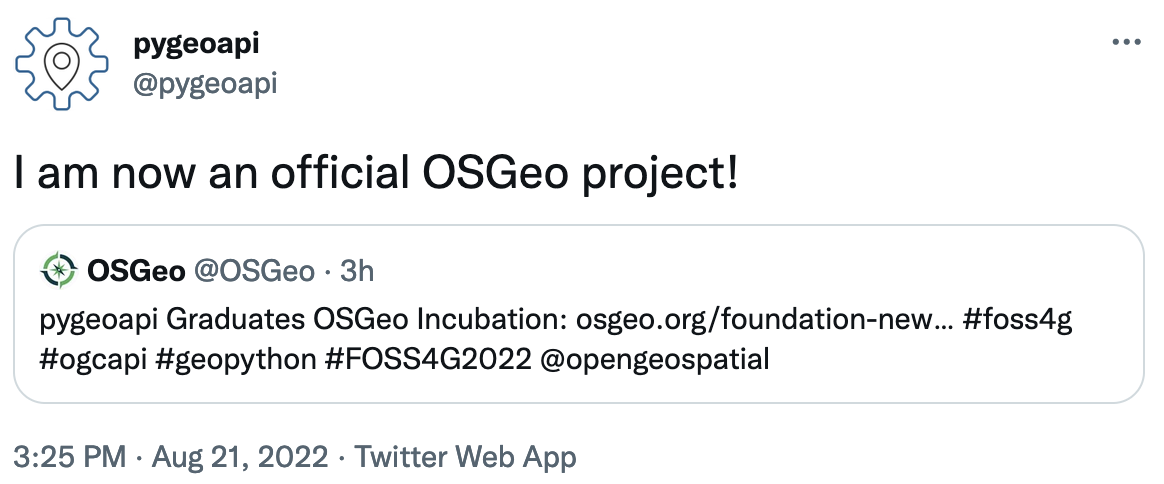 pygeoapi
@pygeoapi
I am now an official OSGeo project!
OSGeo @OSGeo · 3h
pygeoapi Graduates OSGeo Incubation: osgeo.org/foundation-new… #foss4g
#ogcapi #geopython #FOSS4G2022 @opengeospatial
3:25 PM · Aug 21, 2022 · Twitter Web App